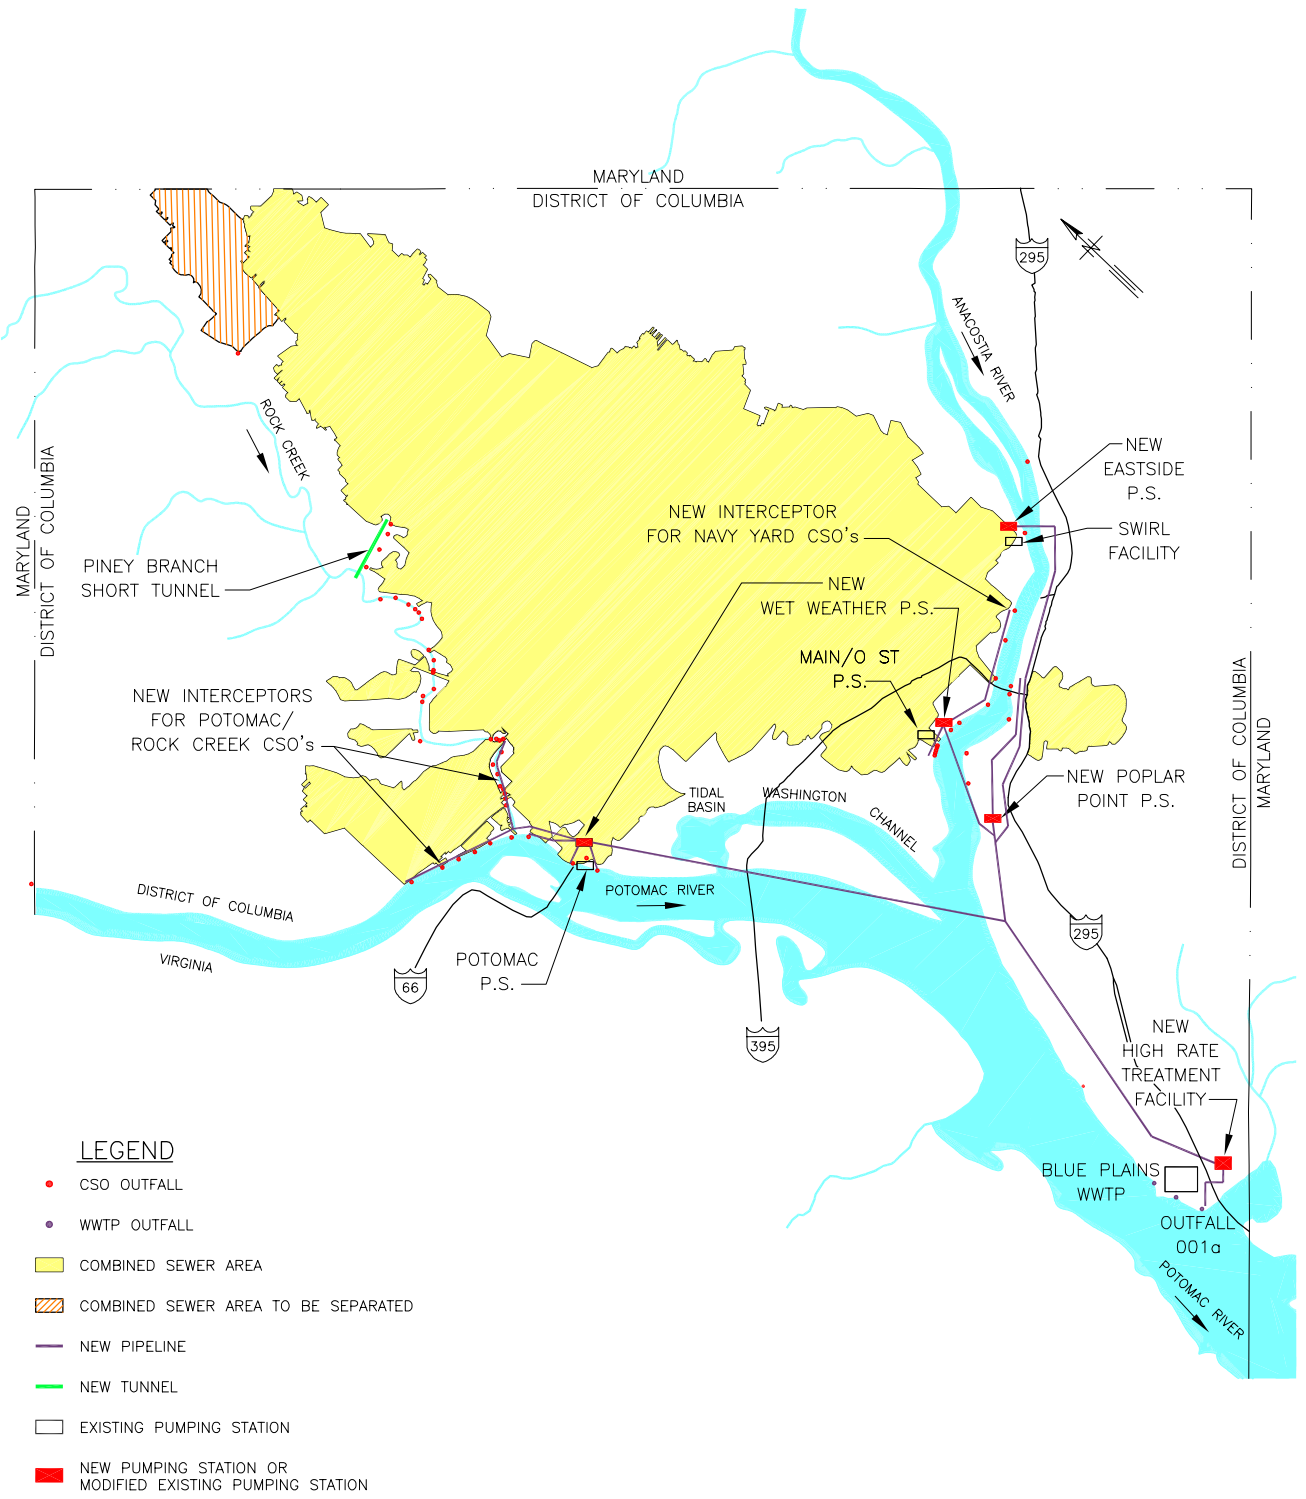 MARYLAND
DISTRICT OF COLUMBIA
295
ANACOSTIA RIVER
ROCK CREEK
MARYLAND
DISTRICT OF COLUMBIA
NEW
EASTSIDE
P.S.
SWIRL
FACILITY
NEW INTERCEPTOR
FOR NAVY YARD CSO's
PINEY BRANCH
SHORT TUNNEL
NEW
WET WEATHER P.S.
MAIN/O ST
P.S.
NEW INTERCEPTORS
FOR POTOMAC/
ROCK CREEK CSO's
DISTRICT OF COLUMBIA
MARYLAND
NEW POPLAR
POINT P.S.
TIDAL
BASIN
WASHINGTON
CHANNEL
DISTRICT OF COLUMBIA
VIRGINIA
POTOMAC RIVER
POTOMAC
P.S.
66
395
295
NEW
HIGH RATE
TREATMENT
FACILITY
BLUE PLAINS
WWTP
OUTFALL
001a
POTOMAC RIVER
LEGEND
CSO OUTFALL
WWTP OUTFALL
COMBINED SEWER AREA
COMBINED SEWER AREA TO BE SEPARATED
NEW PIPELINE
NEW TUNNEL
EXISTING PUMPING STATION
NEW PUMPING STATION OR
MODIFIED EXISTING PUMPING STATION